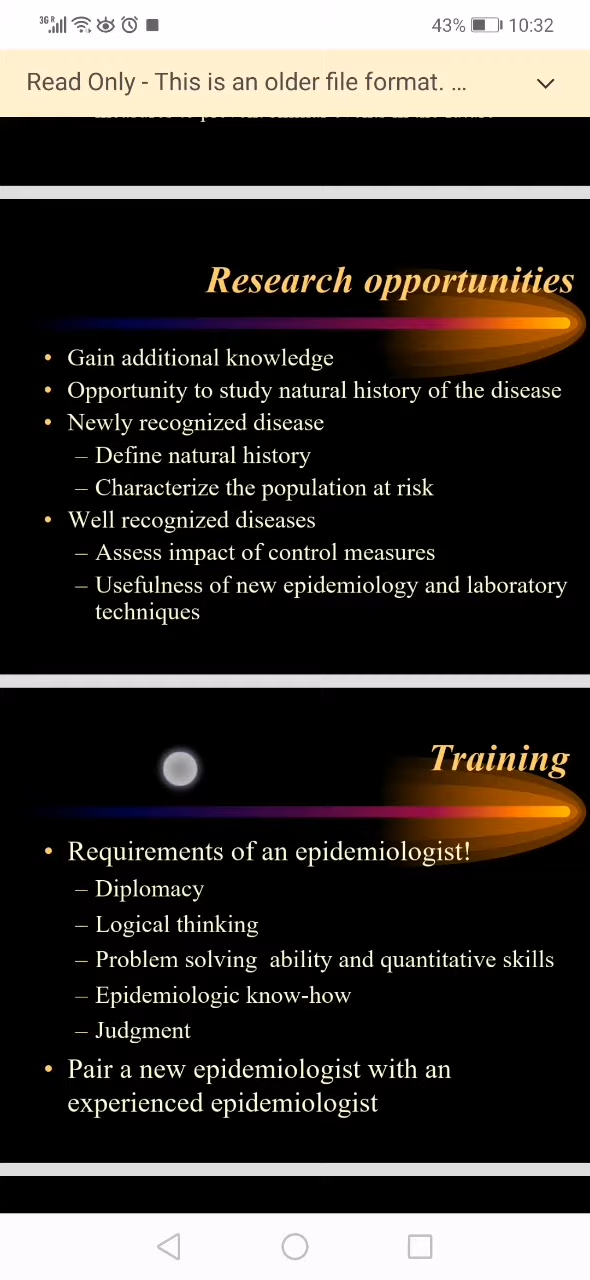 3G R 43% 10:32
Read Only - This is an older file format. ...
Research opportunities
• Gain additional knowledge
• Opportunity to study natural history of the disease
• Newly recognized disease
– Define natural history
– Characterize the population at risk
• Well recognized diseases
– Assess impact of control measures
– Usefulness of new epidemiology and laboratory
techniques
Training
• Requirements of an epidemiologist!
– Diplomacy
– Logical thinking
– Problem solving  ability and quantitative skills
– Epidemiologic know-how
– Judgment
• Pair a new epidemiologist with an
experienced epidemiologist